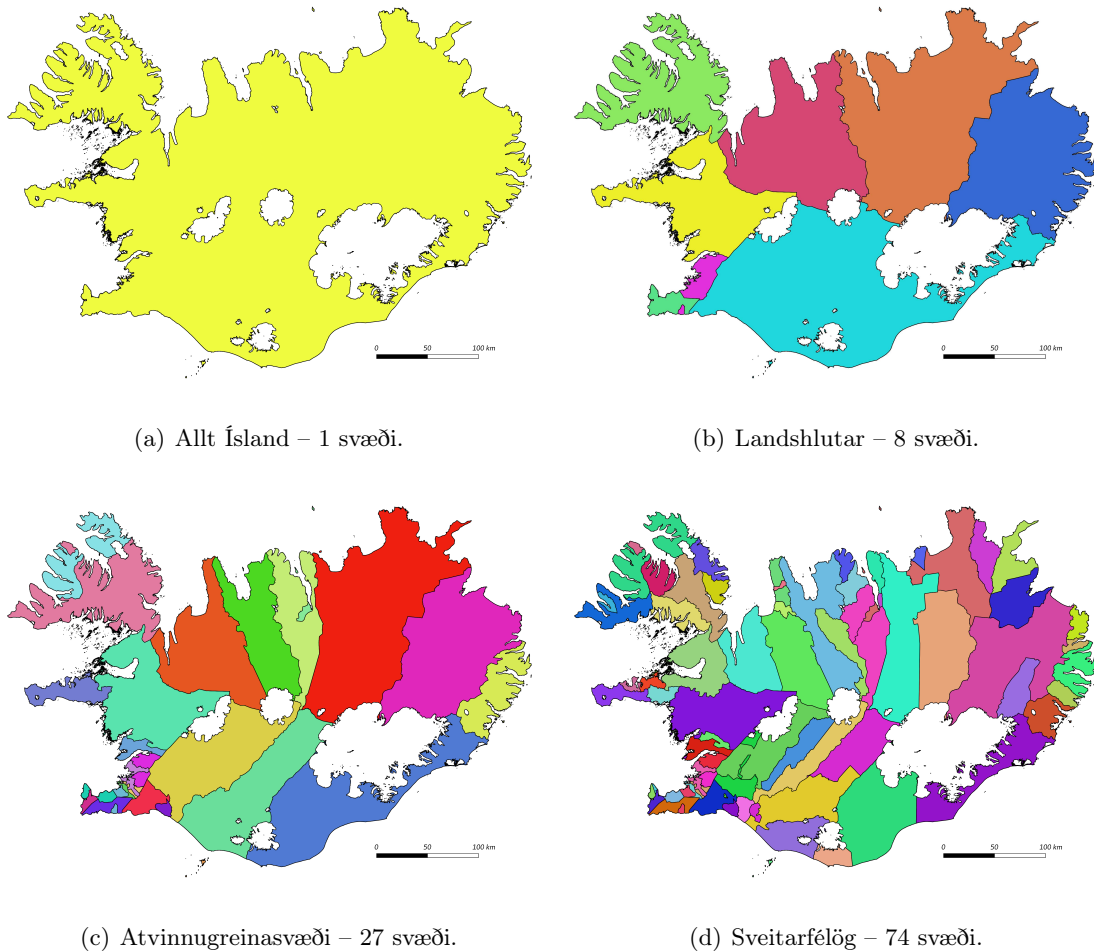 0 50 100 km
0 50 100 km
(a) Allt Ísland – 1 svæði.
(b) Landshlutar – 8 svæði.
0 50 100 km
0 50 100 km
(c) Atvinnugreinasvæði – 27 svæði.
(d) Sveitarfélög – 74 svæði.